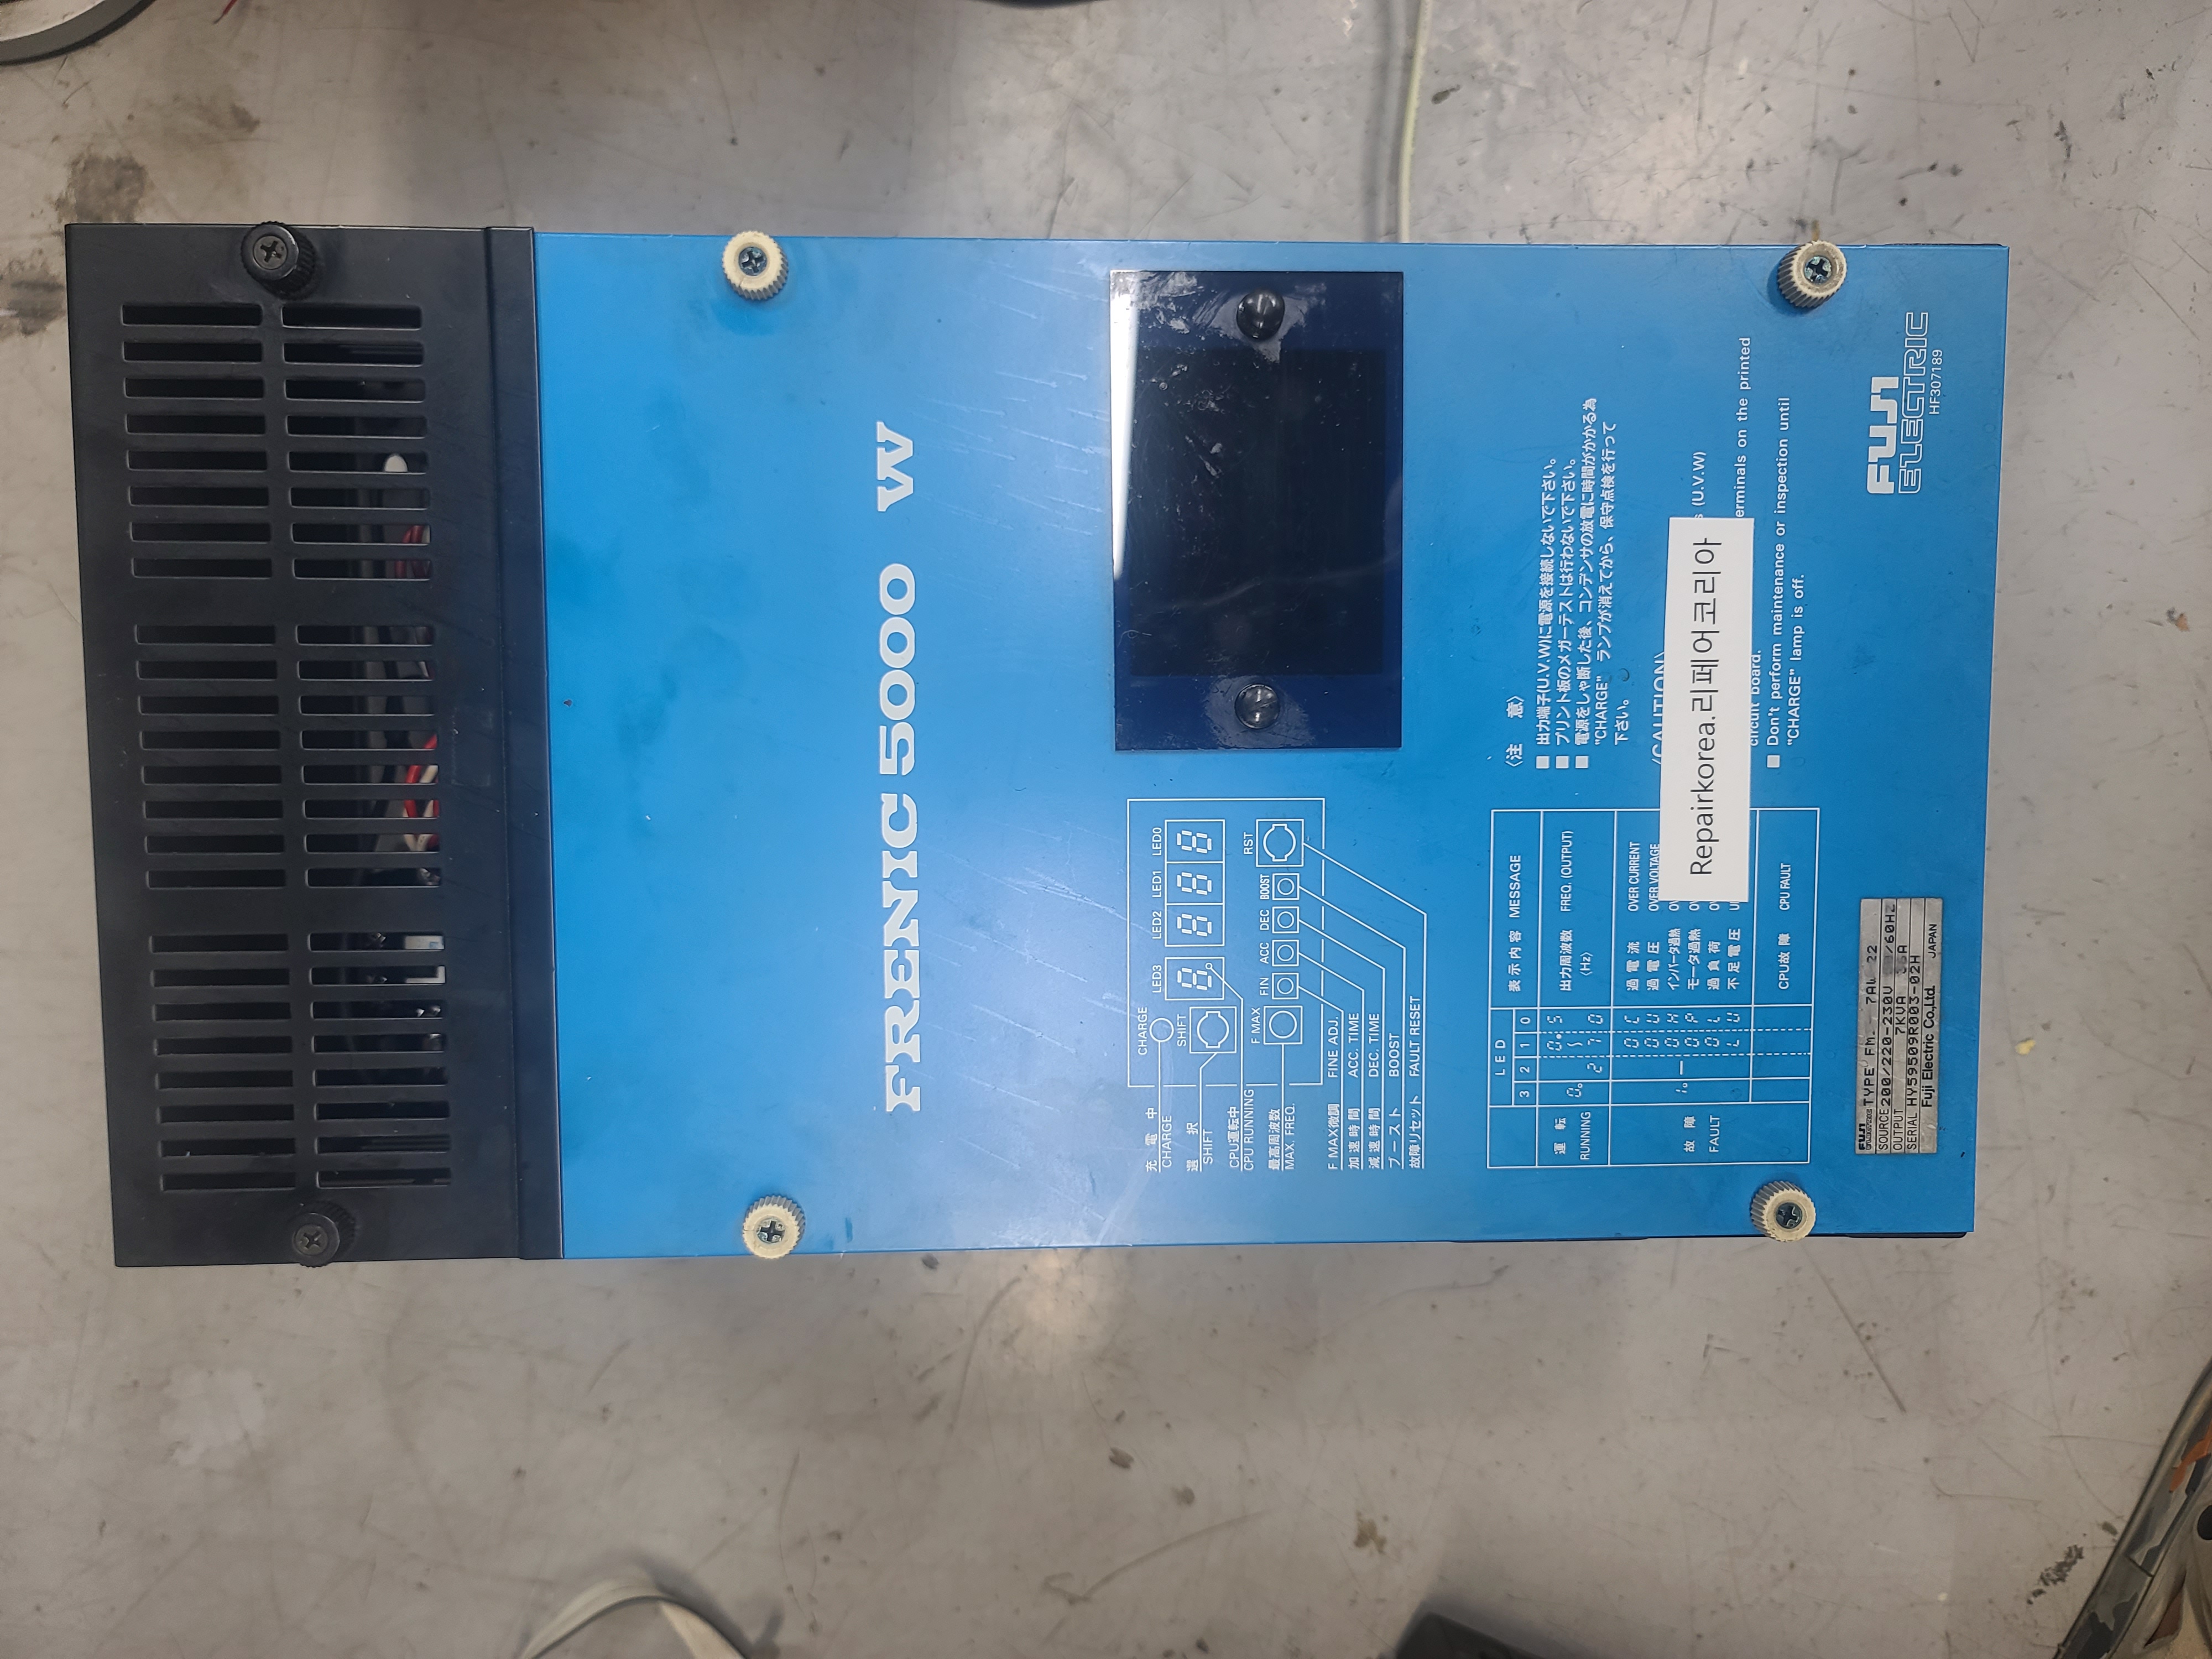 FRENIC 5000 W
CHARGE
LED3 LED2 LED1 LED0
SHIFT
F MAX FIN ACC DEC BOOST RST
充電中
CHARGE
選択
SHIFT
CPU運転中
CPU RUNNING
最高周波数
MAX. FREQ.
F MAX微調 FINE ADJ.
加速時間 ACC. TIME
減速時間 DEC. TIME
ブースト BOOST
故障リセット FAULT RESET
LED
3 2 1 0
表示内容 MESSAGE
運転
RUNNING
出力周波数 FREQ. (OUTPUT)
(Hz)
故障
FAULT
過電流 OVER CURRENT
過電圧 OVER VOLTAGE
インバータ過熱
モータ過熱
過負荷
不足電圧
CPU故障 CPU FAULT
〈注 意〉
■ 出力端子(U.V.W)に電源を接続しないで下さい。
■ プリント板のメガーテストは行わないで下さい。
■ 電源をしゃ断した後、コンデンサの放電に時間がかかる為
"CHARGE" ランプが消えてから、保守点検を行って
下さい。
〈CAUTION〉
(U.V.W)
terminals on the printed
circuit board.
■ Don't perform maintenance or inspection until
"CHARGE" lamp is off.
Repairkorea.리페어코리아
FUJI TYPE
SOURCE 200/220-230V /60HZ
OUTPUT 7KVA
SERIAL HY59509R003-02H
Fuji Electric Co.,Ltd. JAPAN
FUJI
ELECTRIC
HF307189